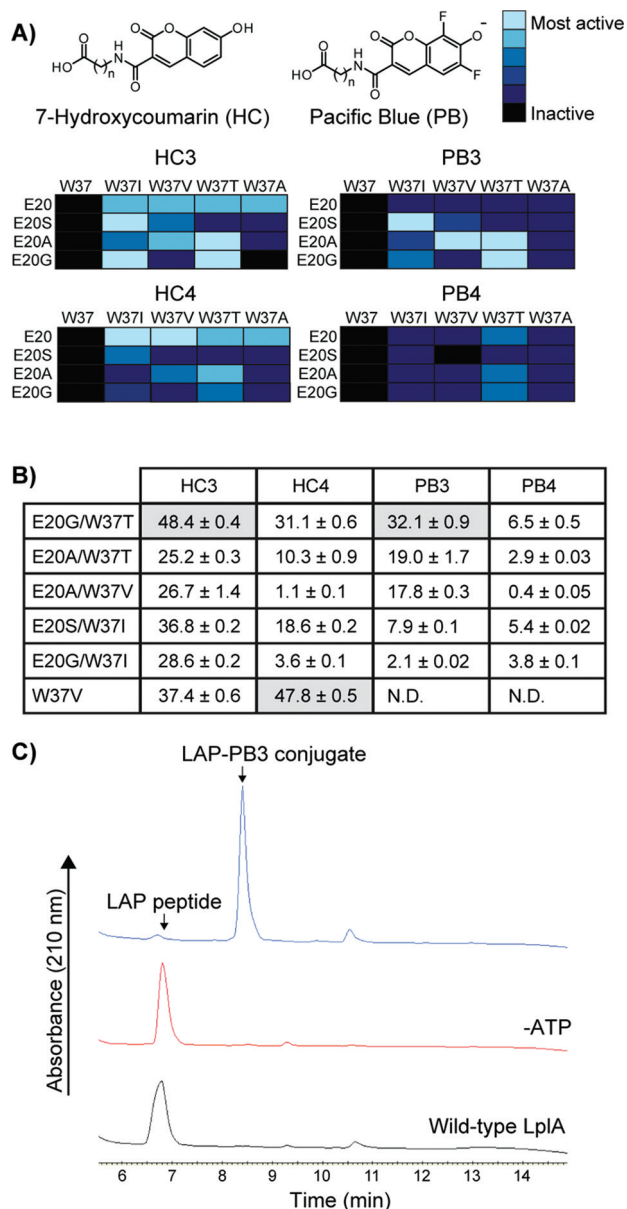 A)
O
HO
n
H
N
O
O
O
OH
O
HO
n
H
N
O
O
O
F
O
-
F
Most active
Inactive
7-Hydroxycoumarin (HC)
Pacific Blue (PB)
HC3
W37 W37I W37V W37T W37A
E20
E20S
E20A
E20G
PB3
W37 W37I W37V W37T W37A
E20
E20S
E20A
E20G
HC4
W37 W37I W37V W37T W37A
E20
E20S
E20A
E20G
PB4
W37 W37I W37V W37T W37A
E20
E20S
E20A
E20G
B)
HC3 HC4 PB3 PB4
E20G/W37T 48.4 ± 0.4 31.1 ± 0.6 32.1 ± 0.9 6.5 ± 0.5
E20A/W37T 25.2 ± 0.3 10.3 ± 0.9 19.0 ± 1.7 2.9 ± 0.03
E20A/W37V 26.7 ± 1.4 1.1 ± 0.1 17.8 ± 0.3 0.4 ± 0.05
E20S/W37I 36.8 ± 0.2 18.6 ± 0.2 7.9 ± 0.1 5.4 ± 0.02
E20G/W37I 28.6 ± 0.2 3.6 ± 0.1 2.1 ± 0.02 3.8 ± 0.1
W37V 37.4 ± 0.6 47.8 ± 0.5 N.D. N.D.
C)
LAP-PB3 conjugate
LAP peptide
-ATP
Wild-type LplA
Absorbance (210 nm)
6 7 8 9 10 11 12 13 14
Time (min)